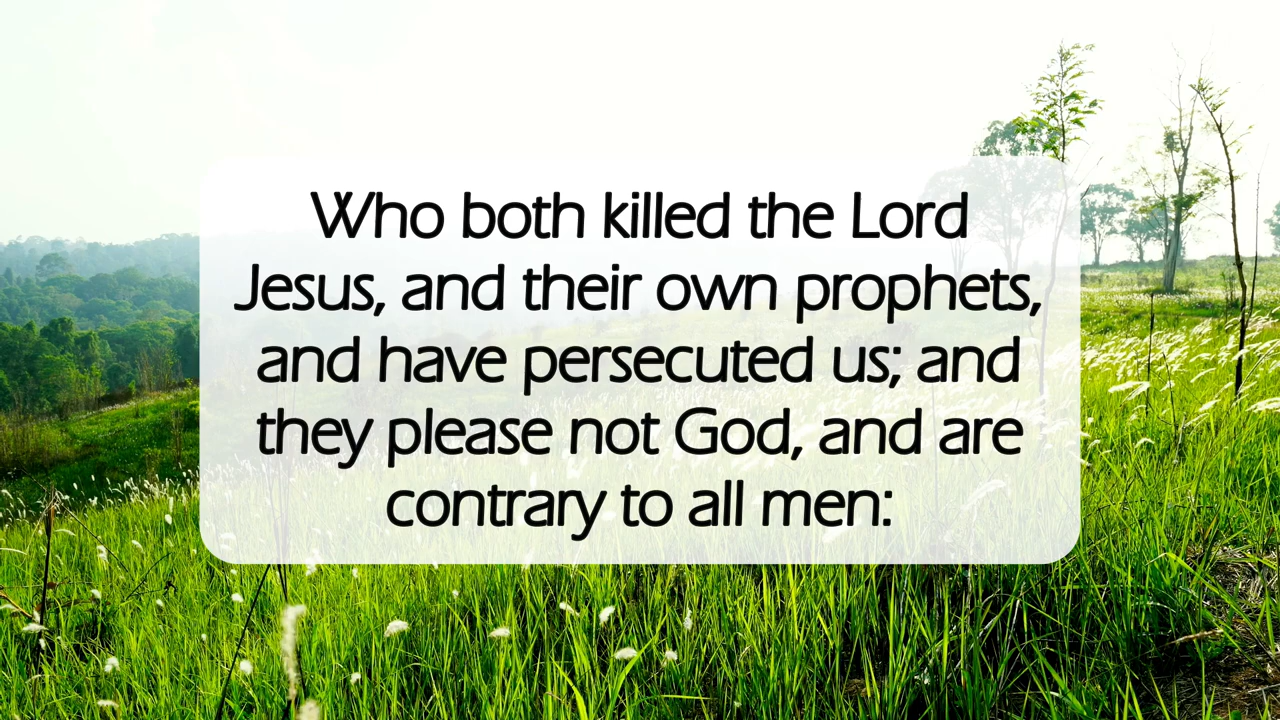 Who both killed the Lord
Jesus, and their own prophets,
and have persecuted us; and
they please not God, and are
contrary to all men: